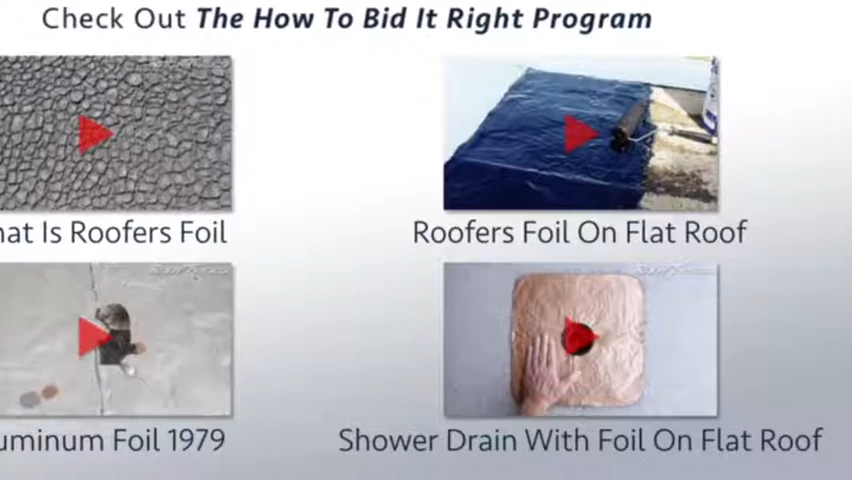 Check Out The How To Bid It Right Program
hat Is Roofers Foil
Roofers Foil On Flat Roof
uminum Foil 1979
Shower Drain With Foil On Flat Roof